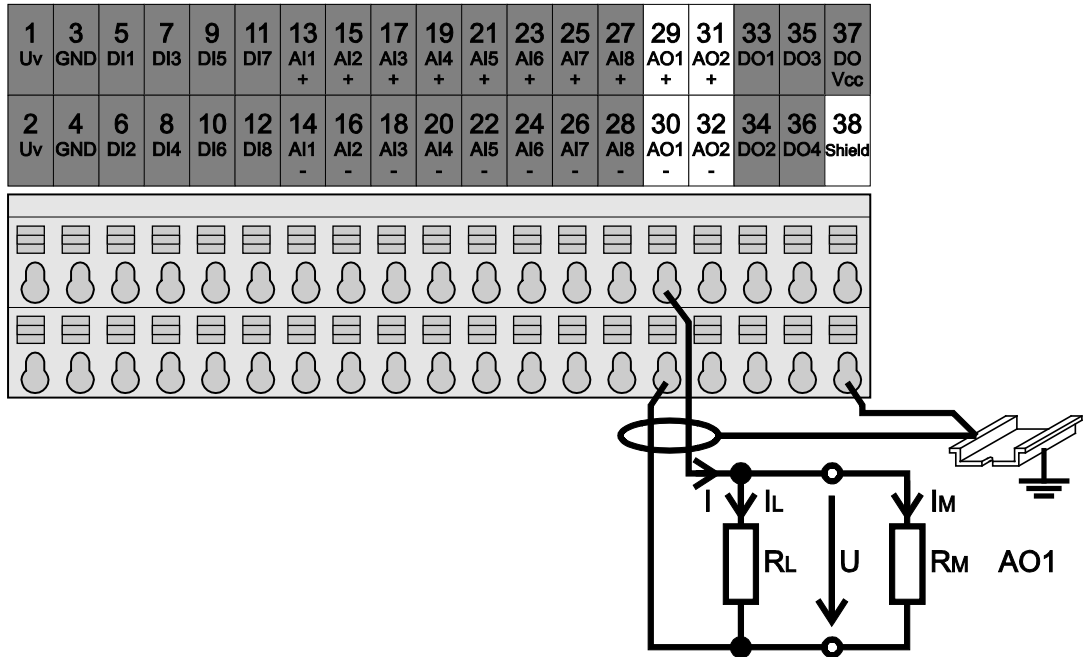 1 3 5 7 9 11 13 15 17 19 21 23 25 27 29 31 33 35 37
Uv GND DI1 DI3 DI5 DI7 AI1 AI2 AI3 AI4 AI5 AI6 AI7 AI8 AO1 AO2 DO1 DO3 DO
+ + + + + + + + + + Vcc
2 4 6 8 10 12 14 16 18 20 22 24 26 28 30 32 34 36 38
Uv GND DI2 DI4 DI6 DI8 AI1 AI2 AI3 AI4 AI5 AI6 AI7 AI8 AO1 AO2 DO2 DO4 Shield
- - - - - - - - - -
I IL IM
RL U RM AO1